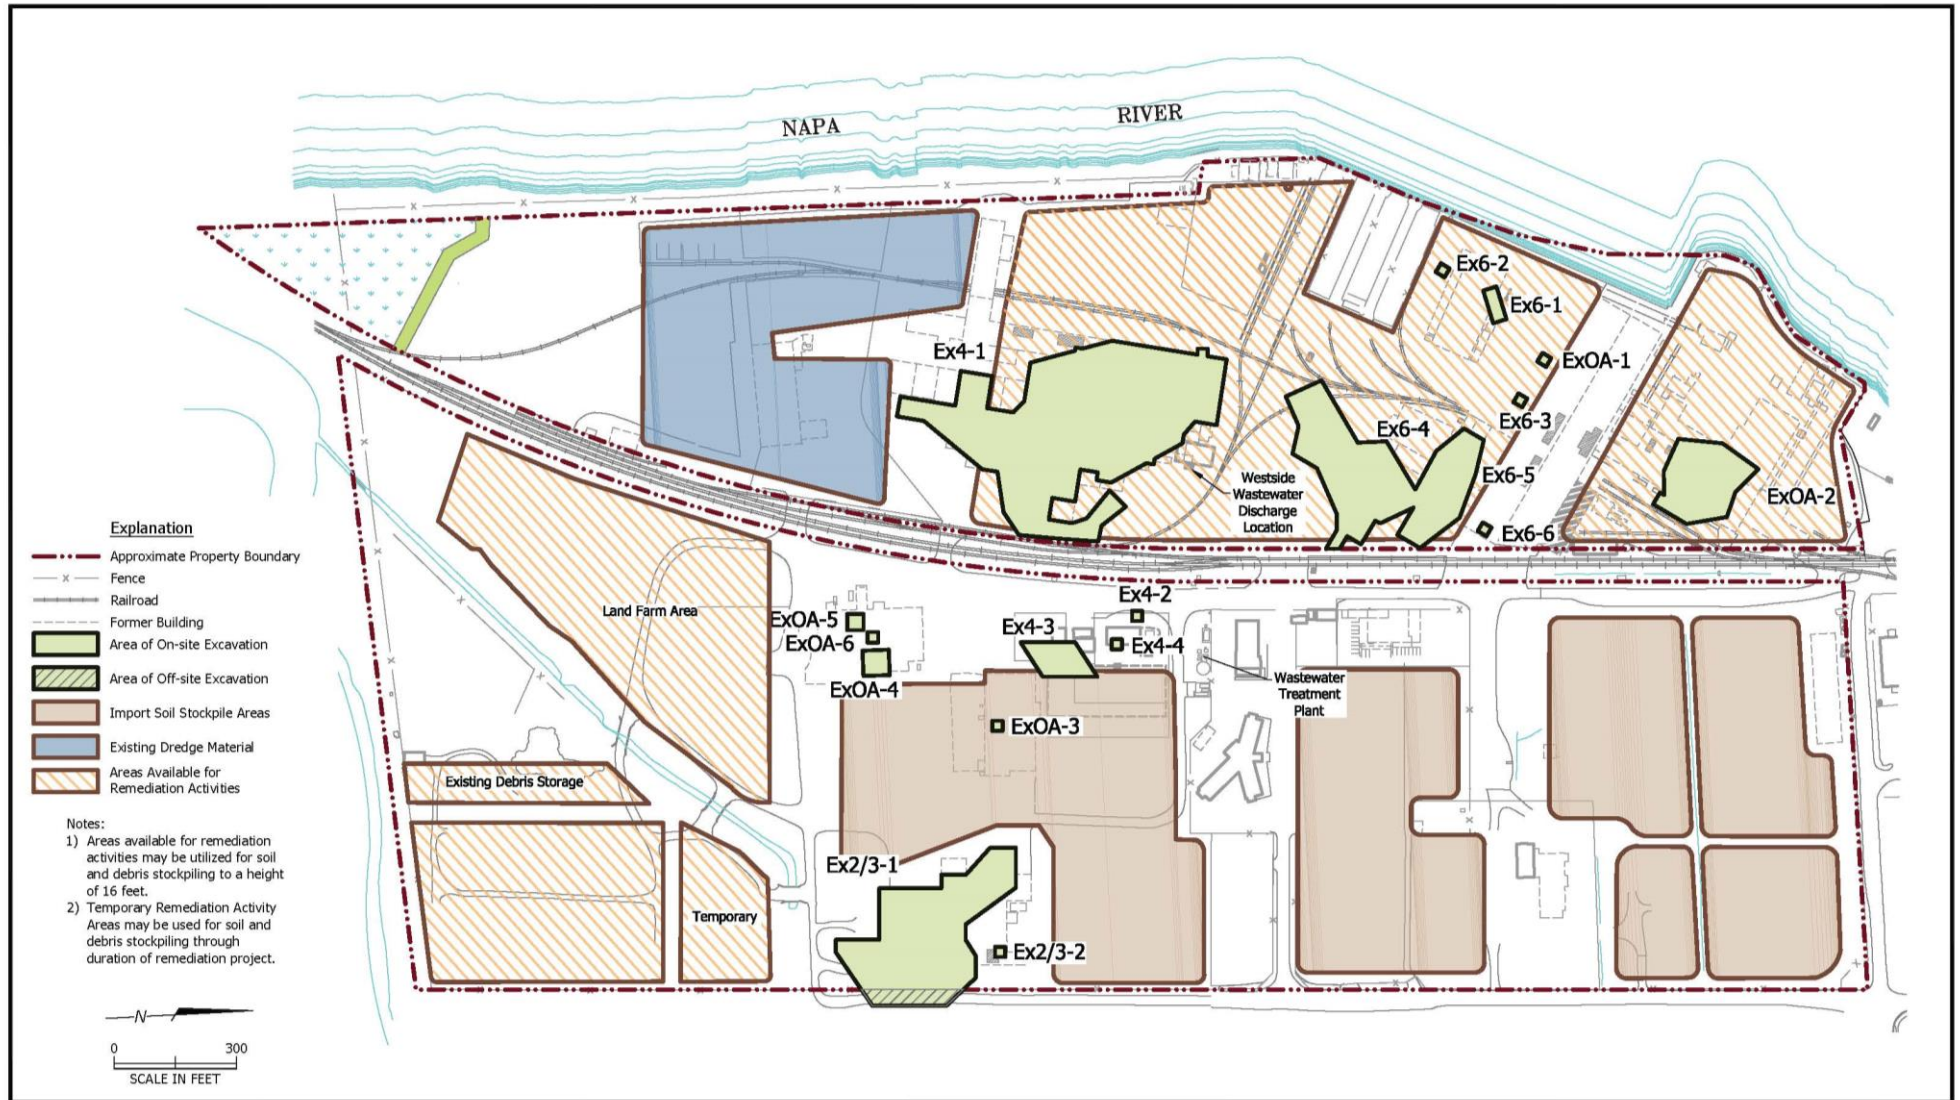 NAPA RIVER
Ex6-2
Ex6-1
ExOA-1
Ex4-1
Ex6-3
Ex6-4
Ex6-5
Westside
Wastewater
Discharge
Location
ExOA-2
Ex6-6
Land Farm Area
Ex4-2
ExOA-5
Ex4-3
ExOA-6
Ex4-4
ExOA-4
Wastewater
Treatment
Plant
ExOA-3
Existing Debris Storage
Ex2/3-1
Temporary
Ex2/3-2
Explanation
Approximate Property Boundary
Fence
Railroad
Former Building
Area of On-site Excavation
Area of Off-site Excavation
Import Soil Stockpile Areas
Existing Dredge Material
Areas Available for
Remediation Activities
Notes:
1) Areas available for remediation
activities may be utilized for soil
and debris stockpiling to a height
of 16 feet.
2) Temporary Remediation Activity
Areas may be used for soil and
debris stockpiling through
duration of remediation project.
N
0 300
SCALE IN FEET